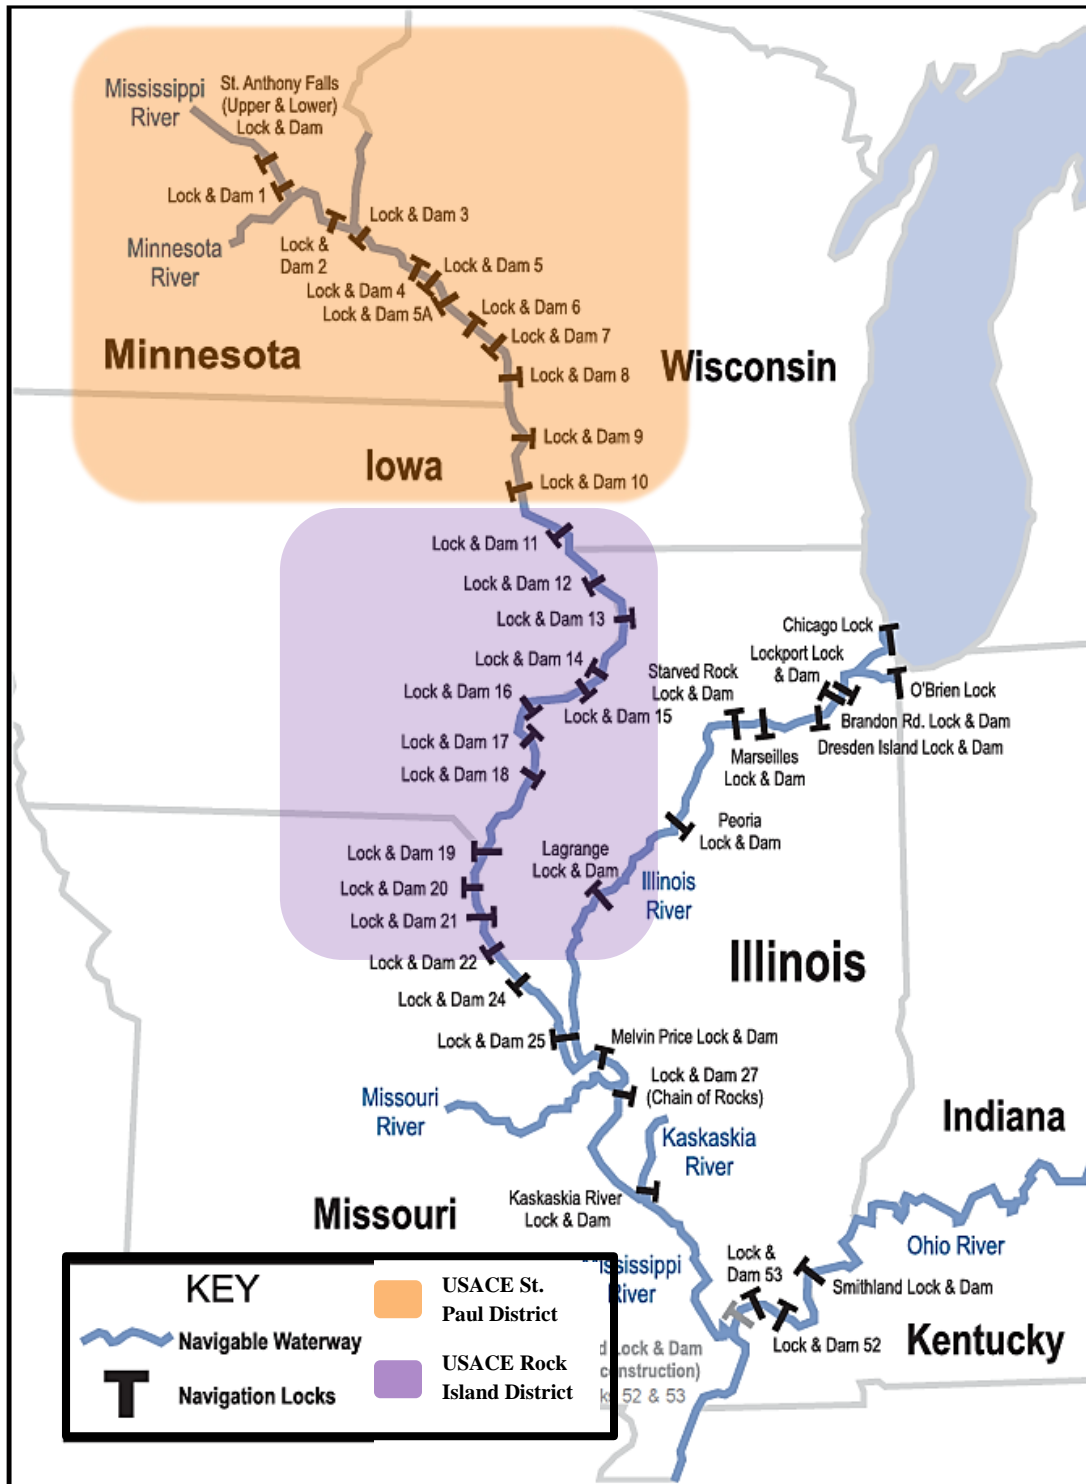 Mississippi
River
St. Anthony Falls
(Upper & Lower)
Lock & Dam
Lock & Dam 1
Minnesota
River
Lock &
Dam 2
Lock & Dam 3
Lock & Dam 4
Lock & Dam 5
Lock & Dam 5A
Lock & Dam 6
Lock & Dam 7
Minnesota
Wisconsin
Lock & Dam 8
Lock & Dam 9
Iowa
Lock & Dam 10
Lock & Dam 11
Lock & Dam 12
Lock & Dam 13
Lock & Dam 14
Lock & Dam 16
Lock & Dam 15
Lock & Dam 17
Lock & Dam 18
Chicago Lock
Lockport Lock
& Dam
Starved Rock
Lock & Dam
O'Brien Lock
Brandon Rd. Lock & Dam
Dresden Island Lock & Dam
Marseilles
Lock & Dam
Peoria
Lock & Dam
Lock & Dam 19
Lagrange
Lock & Dam
Lock & Dam 20
Illinois
River
Lock & Dam 21
Lock & Dam 22
Illinois
Lock & Dam 24
Lock & Dam 25
Melvin Price Lock & Dam
Lock & Dam 27
(Chain of Rocks)
Missouri
River
Kaskaskia
River
Indiana
Kaskaskia River
Lock & Dam
Missouri
Ohio River
Lock &
Dam 53
Smithland Lock & Dam
ssissippi
River
Lock & Dam 52
Kentucky
d Lock & Dam
construction)
52 & 53
KEY
Navigable Waterway
Navigation Locks
USACE St.
Paul District
USACE Rock
Island District